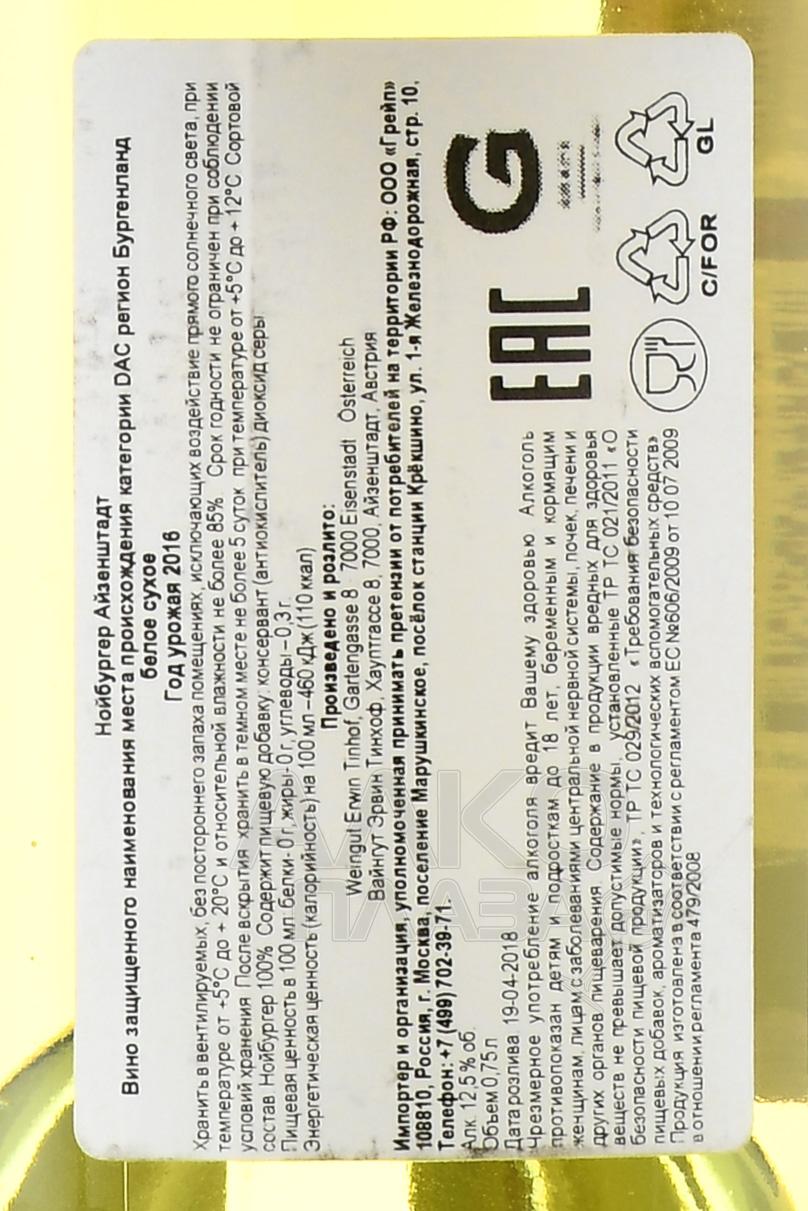 Нойбургер Айзенштадт
Вино защищенного наименования места происхождения категории DAC регион Бургенланд
белое сухое
Год урожая 2016
Хранить в вентилируемых, без постороннего запаха помещениях, исключающих воздействие прямого солнечного света, при
температуре от +5°C до + 20°C и относительной влажности не более 85% Срок годности не ограничен при соблюдении
условий хранения После вскрытия хранить в темном месте не более 5 суток при температуре от +5°C до + 12°C Сортовой
состав Нойбургер 100% Содержит пищевую добавку: консервант (антиокислитель) диоксид серы
Пищевая ценность в 100 мл: белки- 0 г, жиры- 0 г, углеводы –0,3 г.
Энергетическая ценность (калорийность) на 100 мл –460 кДж (110 ккал)
Произведено и розлито:
Weingut Erwin Tinhof, Gartengasse 8 7000 Eisenstadt Österreich
Вайнгут Эрвин Тинхоф, Хауптгассе 8, 7000, Айзенштадт, Австрия
Импортер и организация, уполномоченная принимать претензии от потребителей на территории РФ: ООО «Грейп»
108810, Россия, г. Москва, поселение Марушкинское, посёлок станции Крёкшино, ул. 1-я Железнодорожная, стр. 10,
Телефон: +7 (499) 702-39-71.
Алк 12,5 % об.
Объем 0,75 л
Дата розлива 19-04-2018
Чрезмерное употребление алкоголя вредит Вашему здоровью Алкоголь
противопоказан детям и подросткам до 18 лет, беременным и кормящим
женщинам, лицам с заболеваниями центральной нервной системы, почек, печени и
других органов пищеварения. Содержание в продукции вредных для здоровья
веществ не превышает допустимые нормы, установленные ТР ТС 021/2011 «О
безопасности пищевой продукции», ТР ТС 029/2012 «Требования безопасности
пищевых добавок, ароматизаторов и технологических вспомогательных средств»
Продукция изготовлена в соответствии с регламентом ЕС №606/2009 от 10 07 2009
в отношении регламента 479/2008
EAC
G
C/FOR
GL